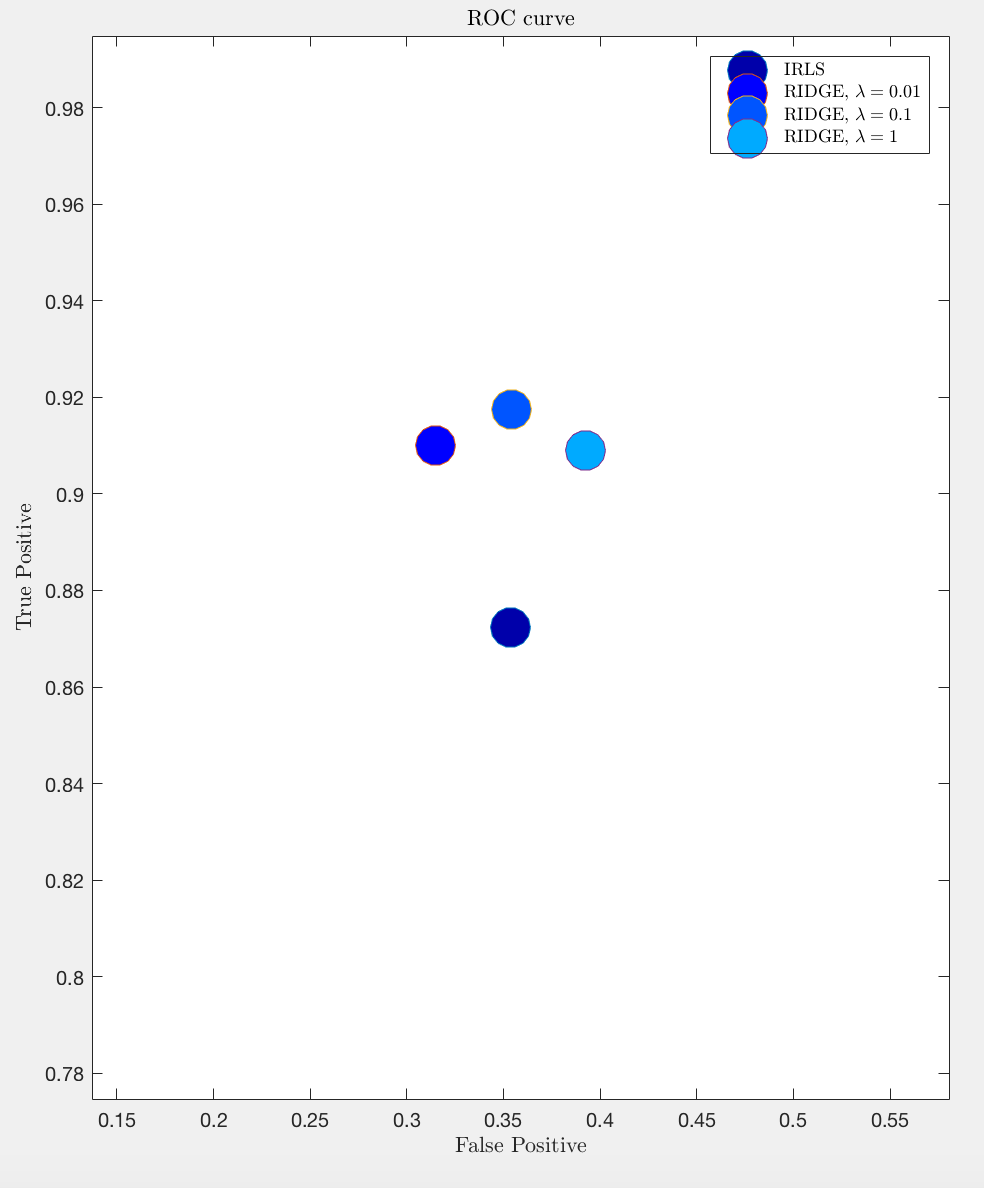 ROC curve
IRLS
RIDGE, λ = 0.01
RIDGE, λ = 0.1
RIDGE, λ = 1
0.98
0.96
0.94
0.92
0.9
0.88
0.86
0.84
0.82
0.8
0.78
True Positive
0.15 0.2 0.25 0.3 0.35 0.4 0.45 0.5 0.55
False Positive